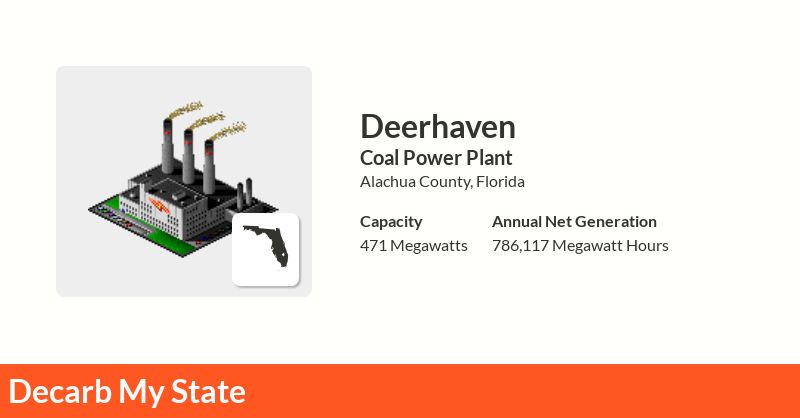 Deerhaven
Coal Power Plant
Alachua County, Florida
Capacity
Annual Net Generation
471 Megawatts
786,117 Megawatt Hours
Decarb My State